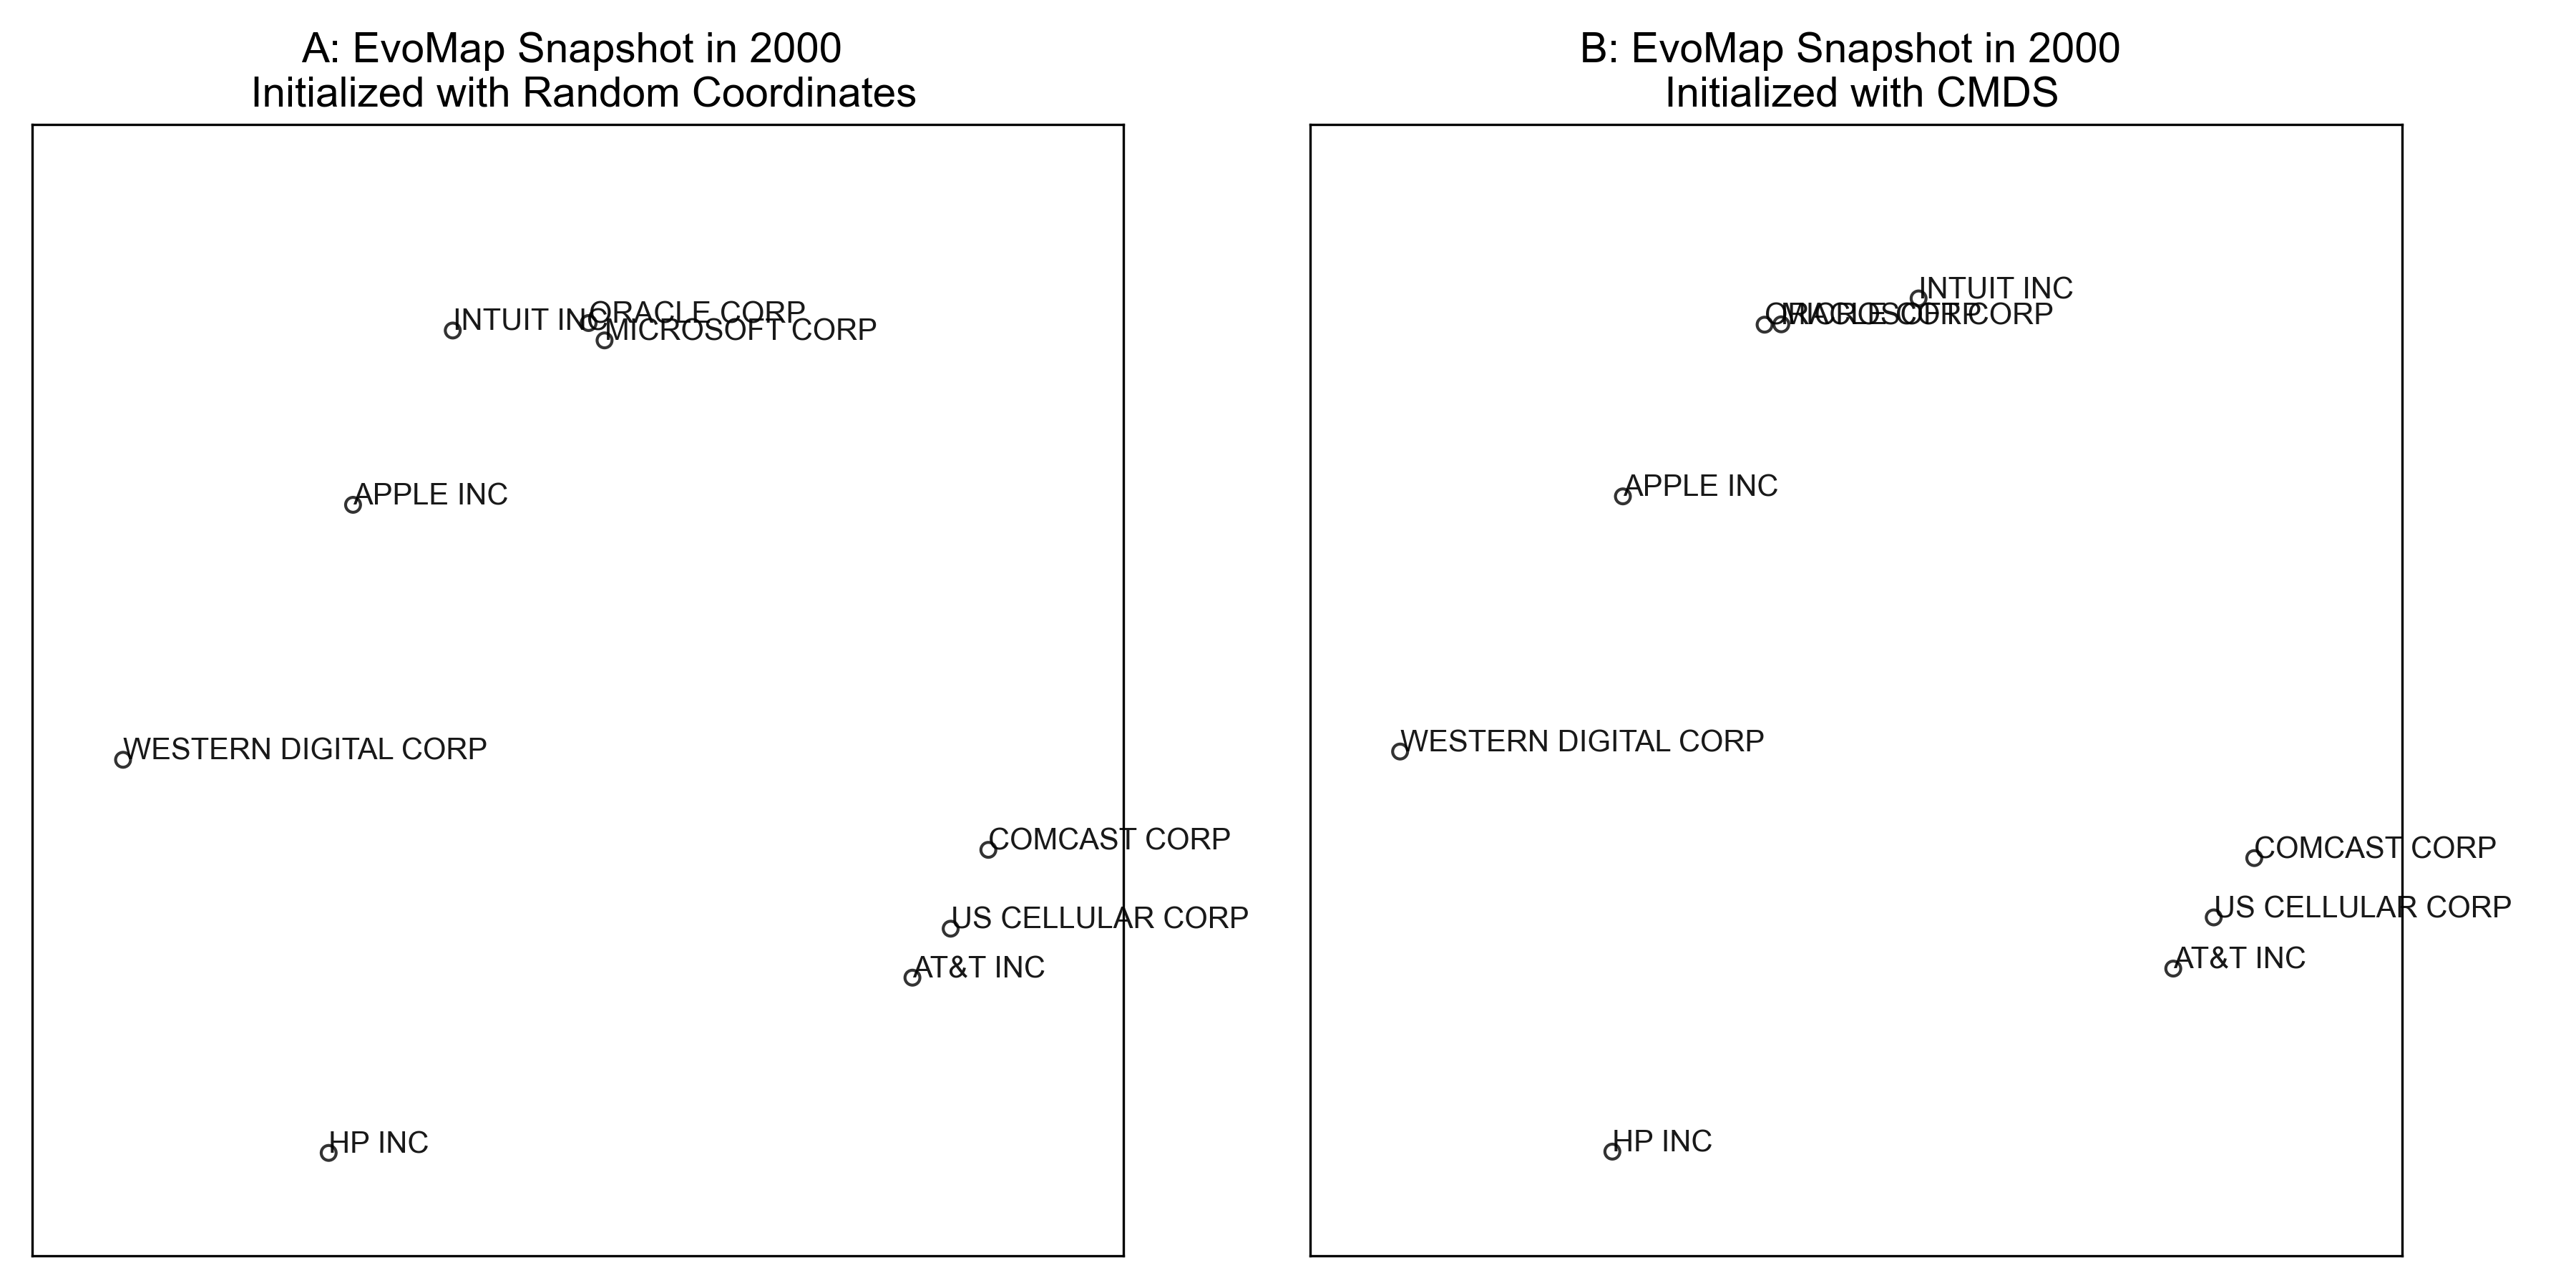 A: EvoMap Snapshot in 2000
Initialized with Random Coordinates
INTUIT INC
ORACLE CORP
MICROSOFT CORP
APPLE INC
WESTERN DIGITAL CORP
COMCAST CORP
US CELLULAR CORP
AT&T INC
HP INC
B: EvoMap Snapshot in 2000
Initialized with CMDS
INTUIT INC
ORACLE CORP
MICROSOFT CORP
APPLE INC
WESTERN DIGITAL CORP
COMCAST CORP
US CELLULAR CORP
AT&T INC
HP INC